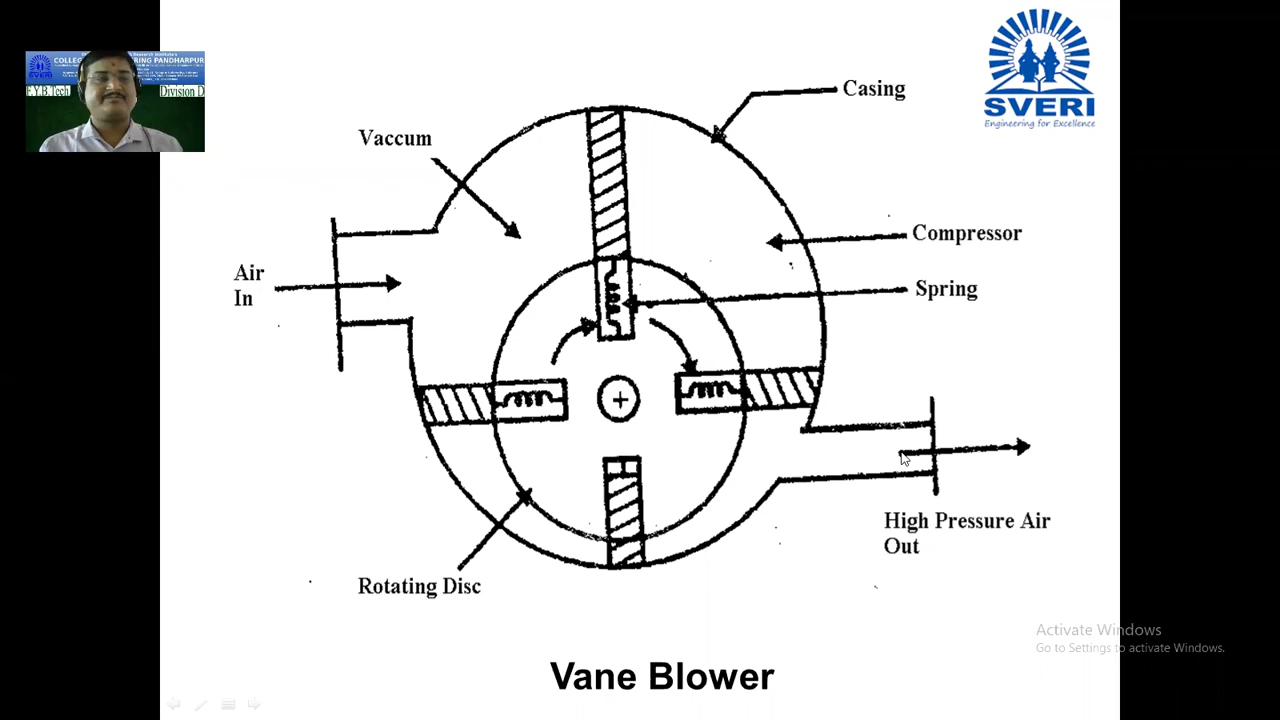 COLLEGE
RING PANDHARPUR
SVERI
F.Y.B.Tech
Division D
SVERI
Engineering for Excellence
Casing
Vaccum
Compressor
Air
In
Spring
High Pressure Air
Out
Rotating Disc
Activate Windows
Go to Settings to activate Windows.
Vane Blower